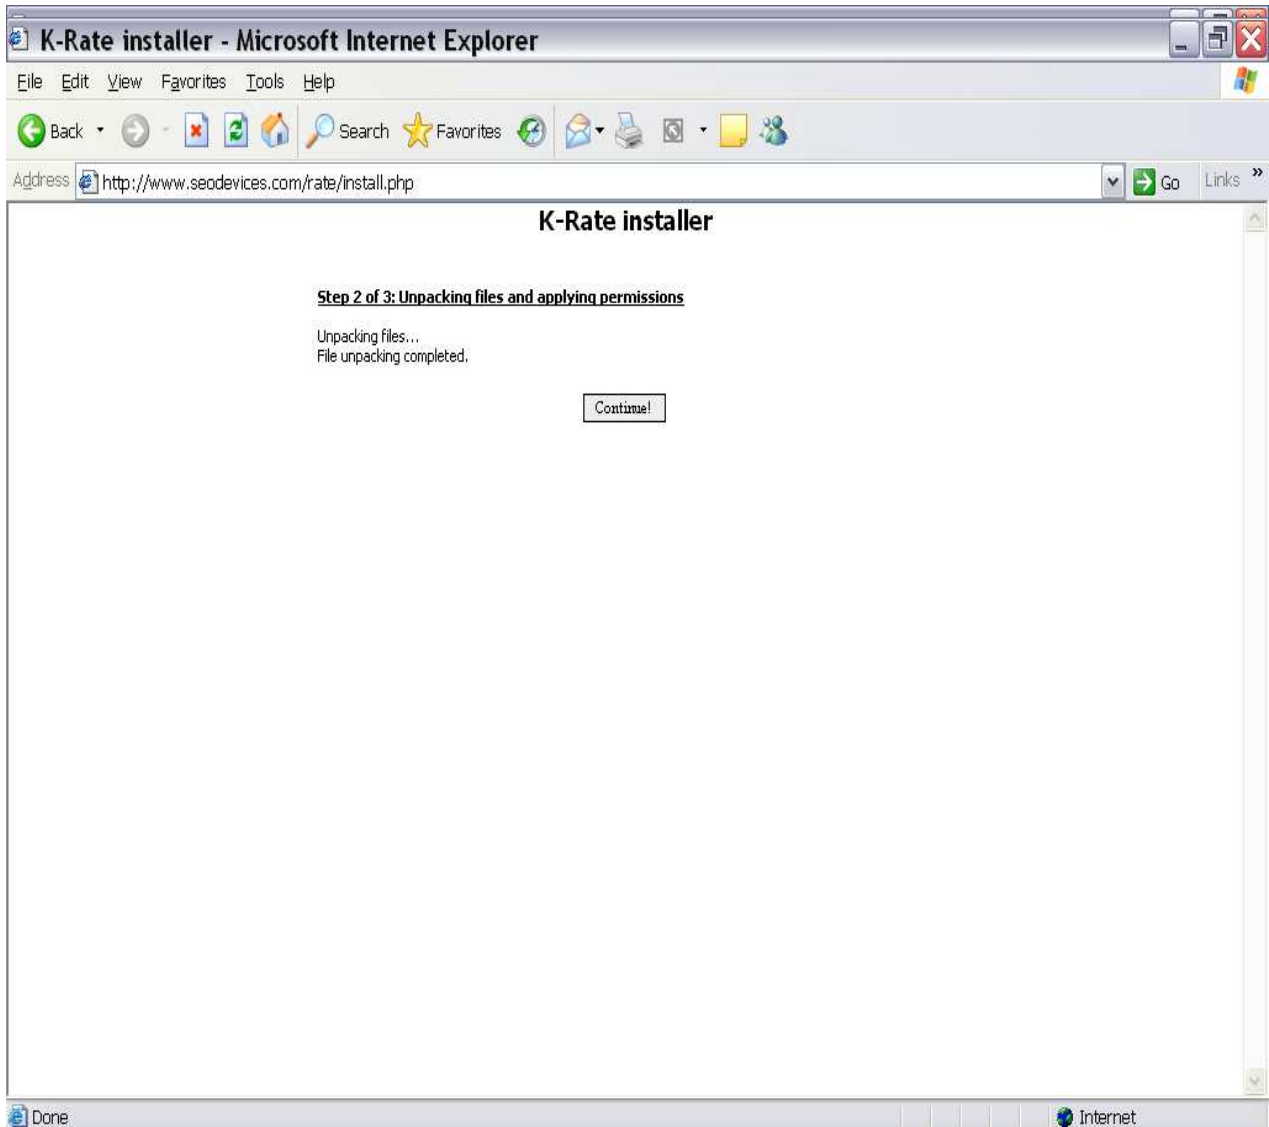 K-Rate installer - Microsoft Internet Explorer
File Edit View Favorites Tools Help
Back Search Favorites
Address http://www.seodevices.com/rate/install.php Go Links »
K-Rate installer
Step 2 of 3: Unpacking files and applying permissions
Unpacking files...
File unpacking completed.
Continue!
Done Internet